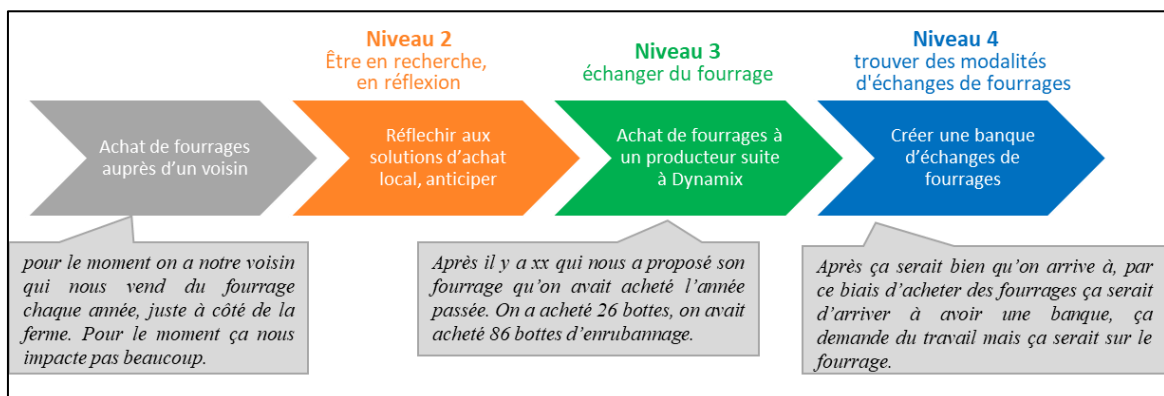 Niveau 2
Être en recherche,
en réflexion
Niveau 3
échanger du fourrage
Niveau 4
trouver des modalités
d'échanges de fourrages
Achat de fourrages
auprès d'un voisin
Réflechir aux
solutions d'achat
local, anticiper
Achat de fourrages à
un producteur suite
à Dynamix
Créer une banque
d'échanges de
fourrages
pour le moment on a notre voisin
qui nous vend du fourrage
chaque année, juste à côté de la
ferme. Pour le moment ça nous
impacte pas beaucoup.
Après il y a xx qui nous a proposé son
fourrage qu'on avait acheté l'année
passée. On a acheté 26 bottes, on avait
acheté 86 bottes d'enrubannage.
Après ça serait bien qu'on arrive à, par
ce biais d'acheter des fourrages ça serait
d'arriver à avoir une banque, ça
demande du travail mais ça serait sur le
fourrage.